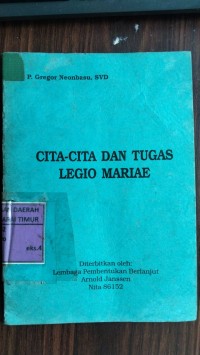 P. Gregor Neonbasu, SVD
CITA-CITA DAN TUGAS
LEGIO MARIAE
DAERAH
TIMUR
eks.4
Diterbitkan oleh:
Lembaga Pembentukan Berlanjut
Arnold Janssen
Nita 86152